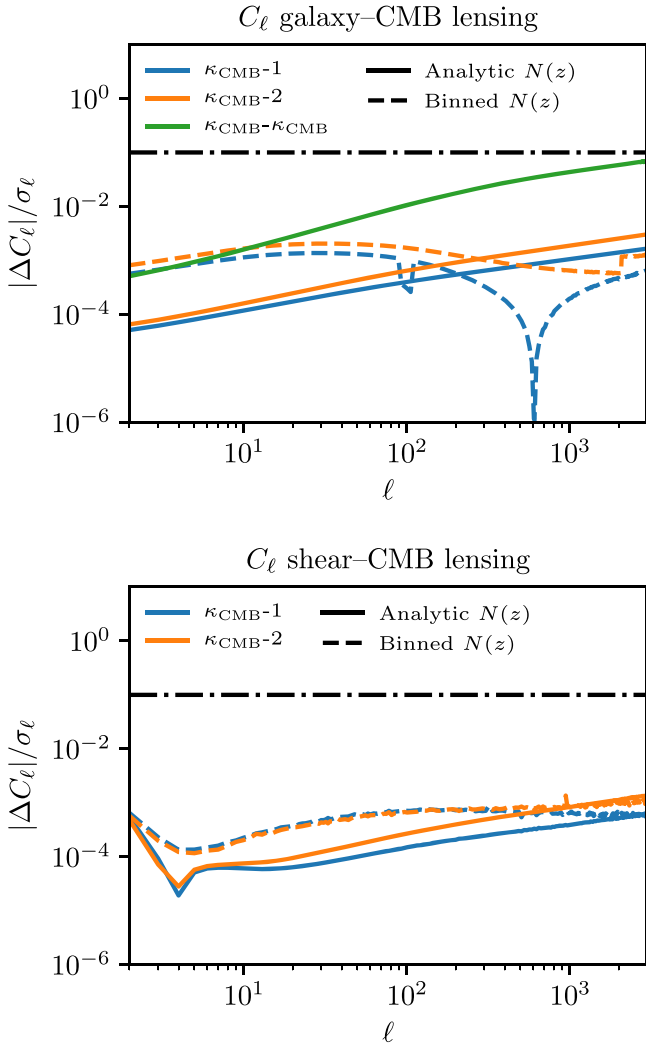 C_ℓ galaxy–CMB lensing
κ_CMB-1
κ_CMB-2
κ_CMB-κ_CMB
Analytic N(z)
Binned N(z)
|ΔC_ℓ|/σ_ℓ
10^0
10^−2
10^−4
10^−6
10^1 10^2 10^3
ℓ
C_ℓ shear–CMB lensing
κ_CMB-1
κ_CMB-2
Analytic N(z)
Binned N(z)
|ΔC_ℓ|/σ_ℓ
10^0
10^−2
10^−4
10^−6
10^1 10^2 10^3
ℓ